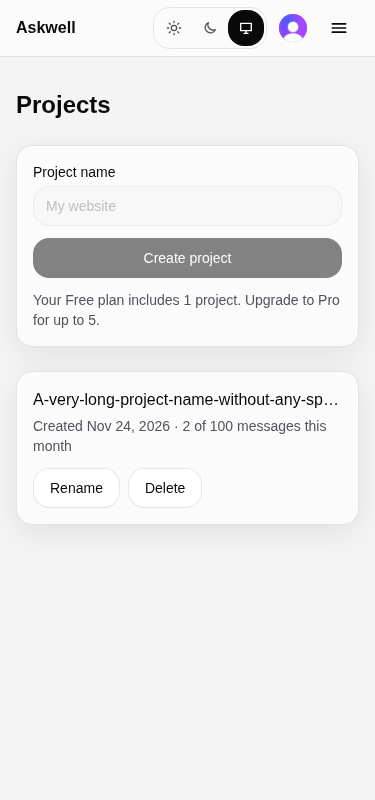 Askwell
Projects
Project name
My website
Create project
Your Free plan includes 1 project. Upgrade to Pro
for up to 5.
A-very-long-project-name-without-any-sp…
Created Nov 24, 2026 · 2 of 100 messages this
month
Rename
Delete